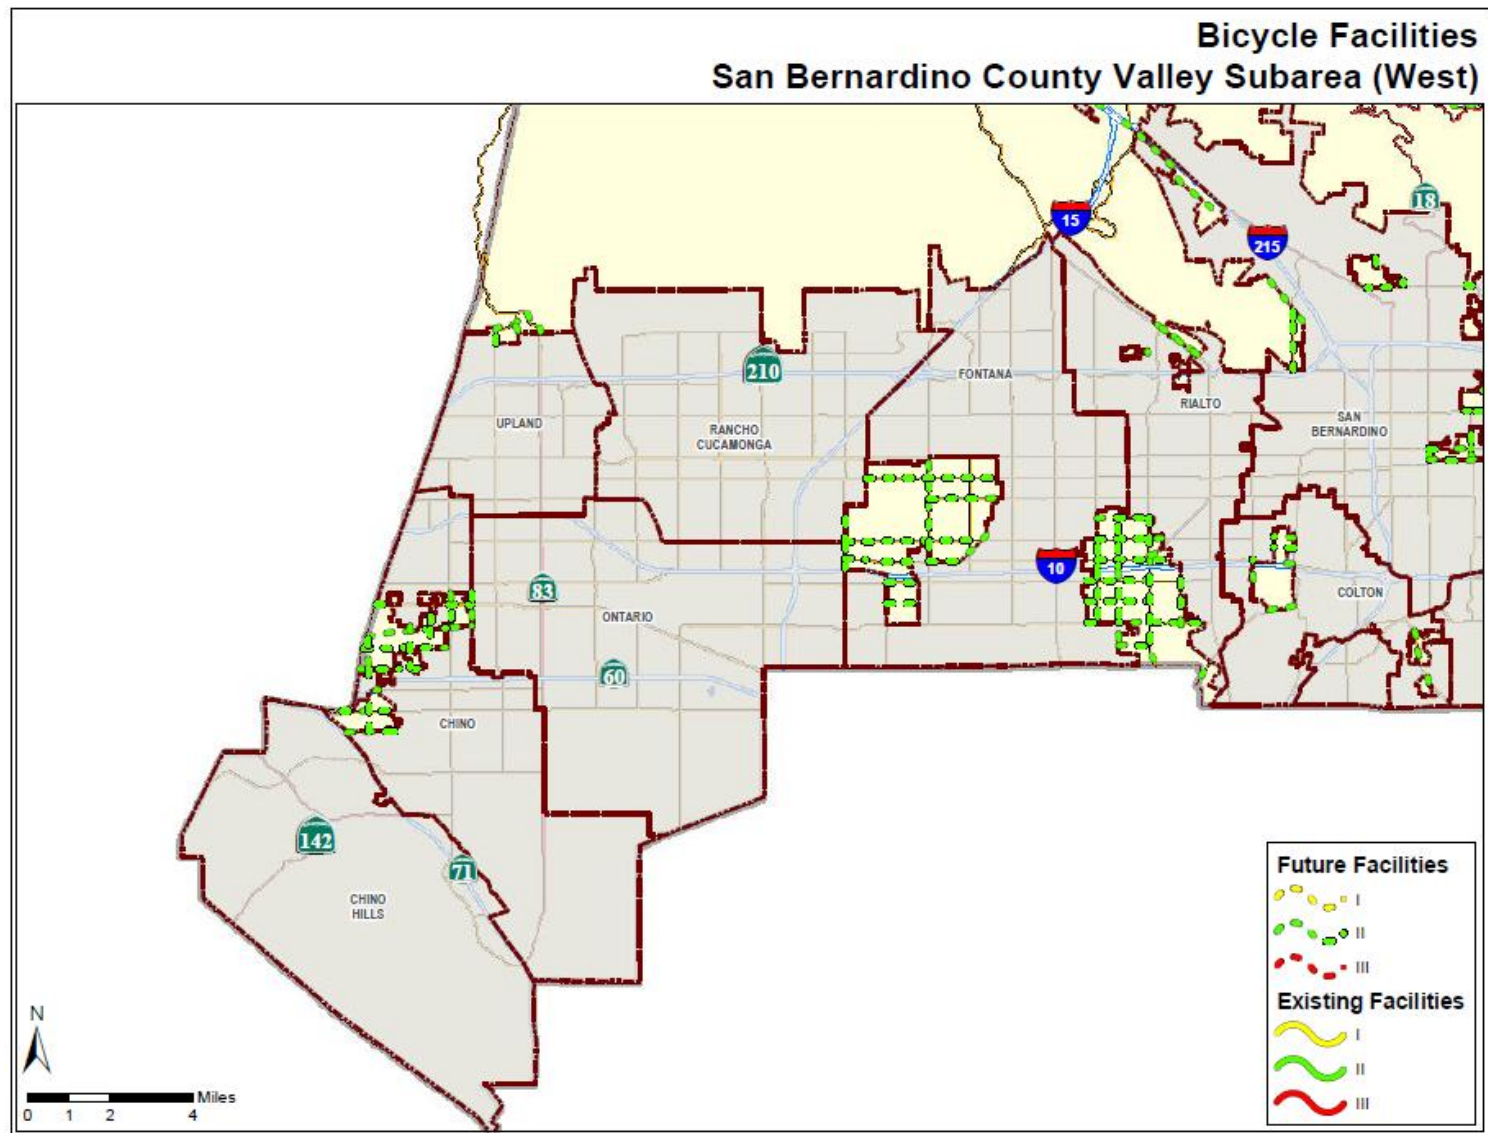 Bicycle Facilities
San Bernardino County Valley Subarea (West)
18
15
215
210
FONTANA
RIALTO
UPLAND
RANCHO
CUCAMONGA
SAN
BERNARDINO
10
83
COLTON
ONTARIO
60
CHINO
142
71
CHINO
HILLS
Future Facilities
I
II
III
Existing Facilities
I
II
III
N
Miles
0 1 2 4